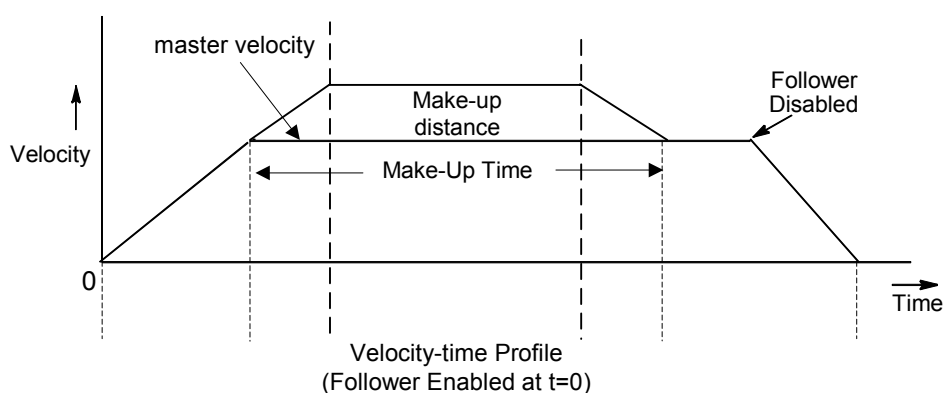 master velocity
Follower
Disabled
Make-up
distance
Velocity
Make-Up Time
0
Time
Velocity-time Profile
(Follower Enabled at t=0)